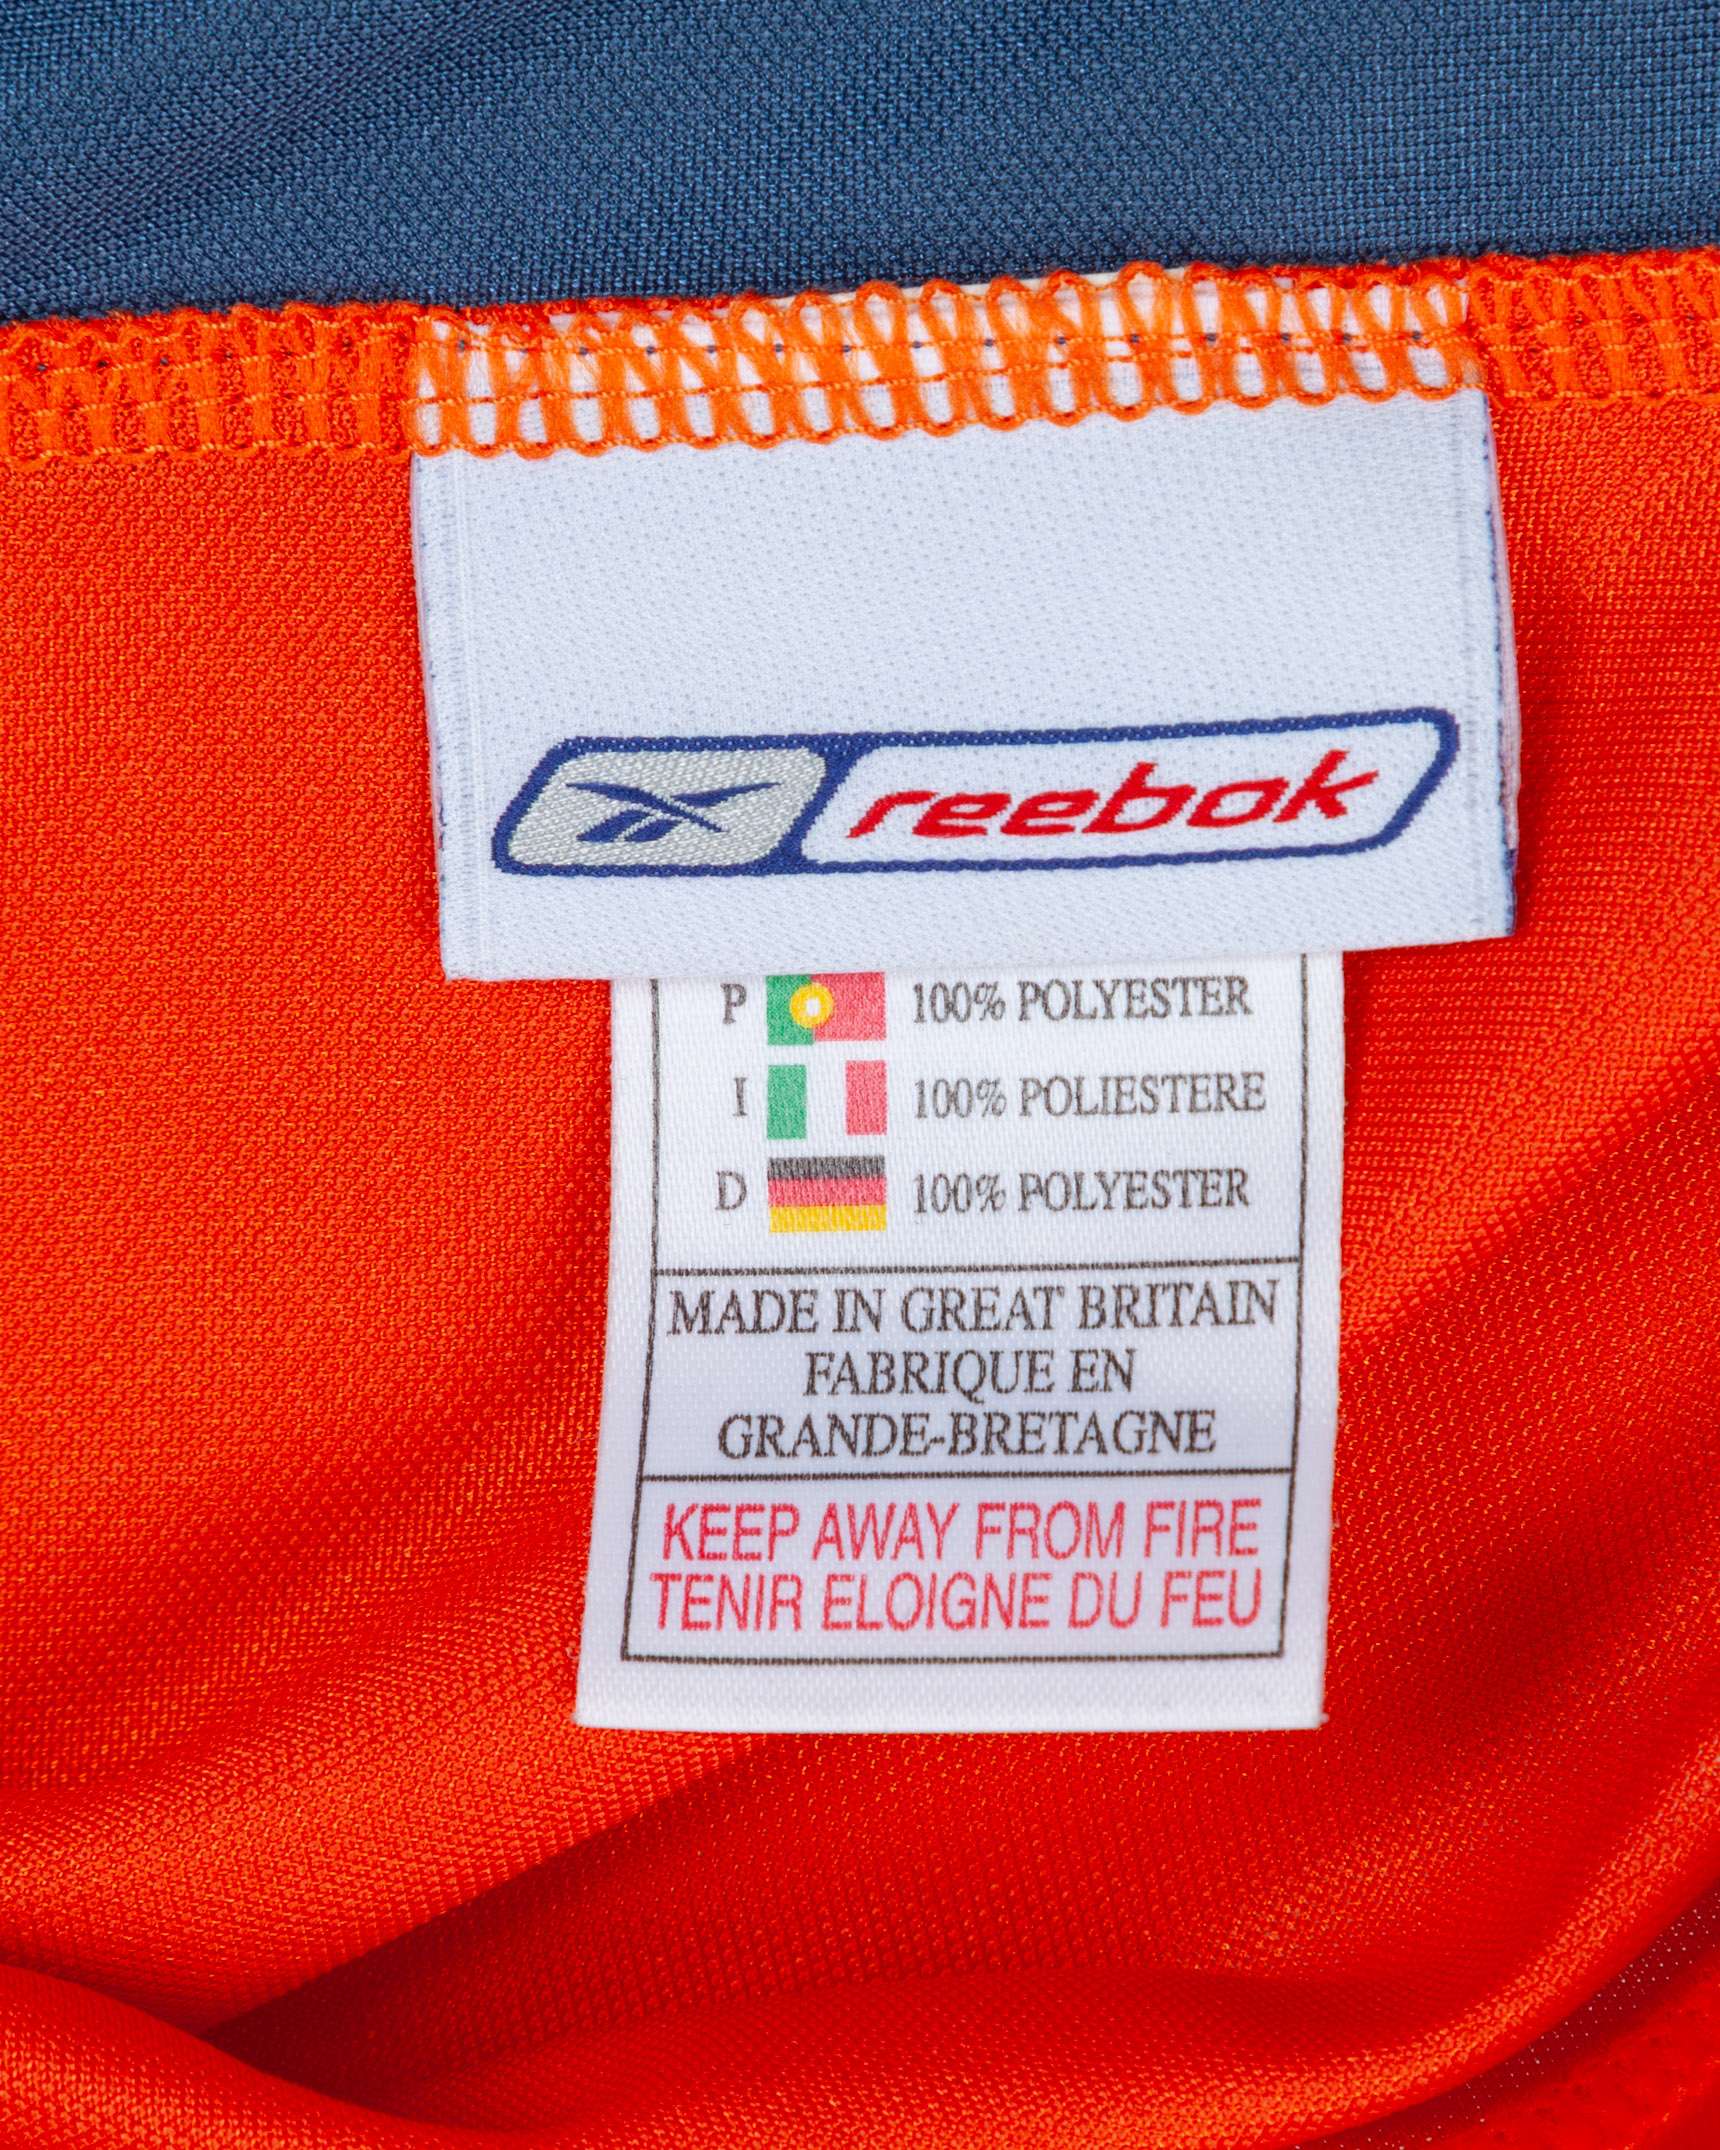 reebok
P 100% POLYESTER
I 100% POLIESTERE
D 100% POLYESTER
MADE IN GREAT BRITAIN
FABRIQUE EN
GRANDE-BRETAGNE
KEEP AWAY FROM FIRE
TENIR ELOIGNE DU FEU